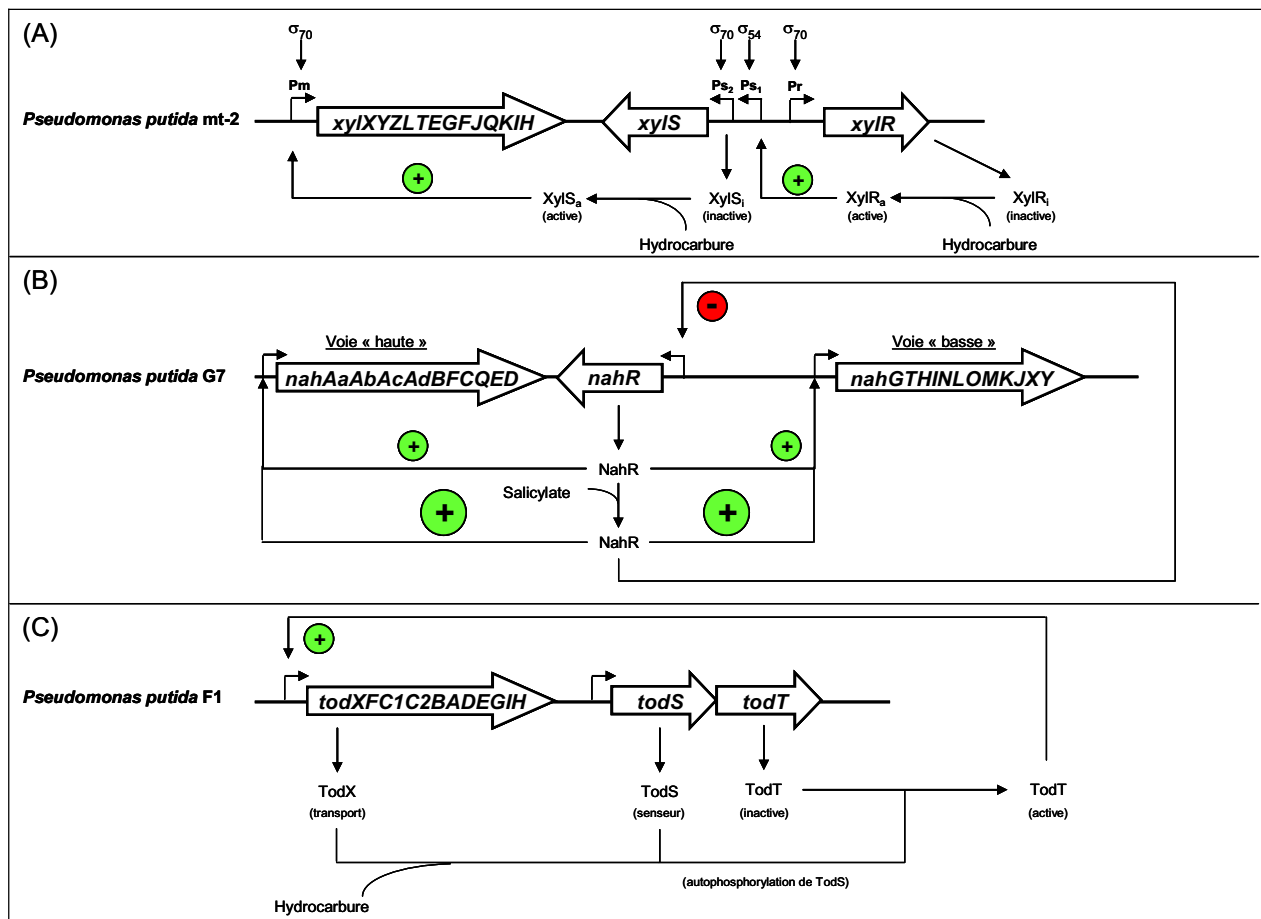 (A)
σ70
σ70
σ54
σ70
Pm
Ps2
Ps1
Pr
Pseudomonas putida mt-2
xylXYZLTEGFJQKIH
xylS
xylR
+
+
XylSa
(active)
XylSi
(inactive)
XylRa
(active)
XylRi
(inactive)
Hydrocarbure
Hydrocarbure
(B)
-
Voie « haute »
Voie « basse »
Pseudomonas putida G7
nahAaAbAcAdBFCQED
nahR
nahGTHINLOMKJXY
+
+
NahR
Salicylate
+
+
NahR
(C)
+
Pseudomonas putida F1
todXFC1C2BADEGIH
todS
todT
TodX
(transport)
TodS
(senseur)
TodT
(inactive)
TodT
(active)
(autophosphorylation de TodS)
Hydrocarbure